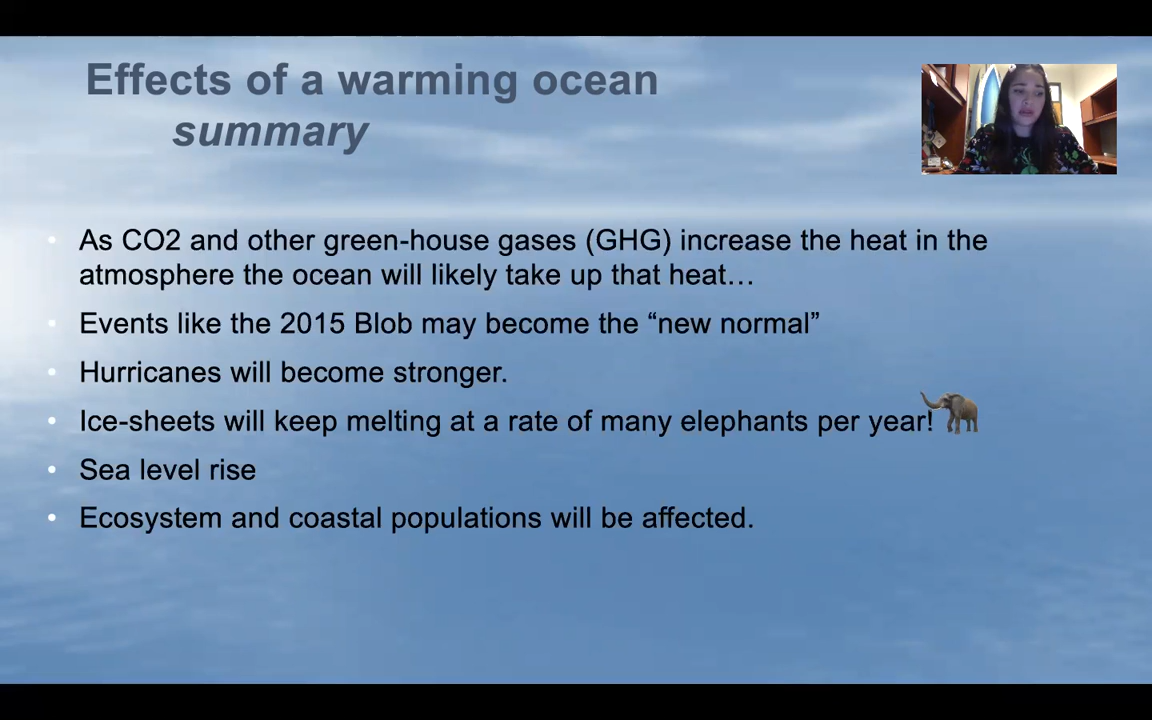 Effects of a warming ocean
summary
As CO2 and other green-house gases (GHG) increase the heat in the
atmosphere the ocean will likely take up that heat…
Events like the 2015 Blob may become the “new normal”
Hurricanes will become stronger.
Ice-sheets will keep melting at a rate of many elephants per year!
Sea level rise
Ecosystem and coastal populations will be affected.